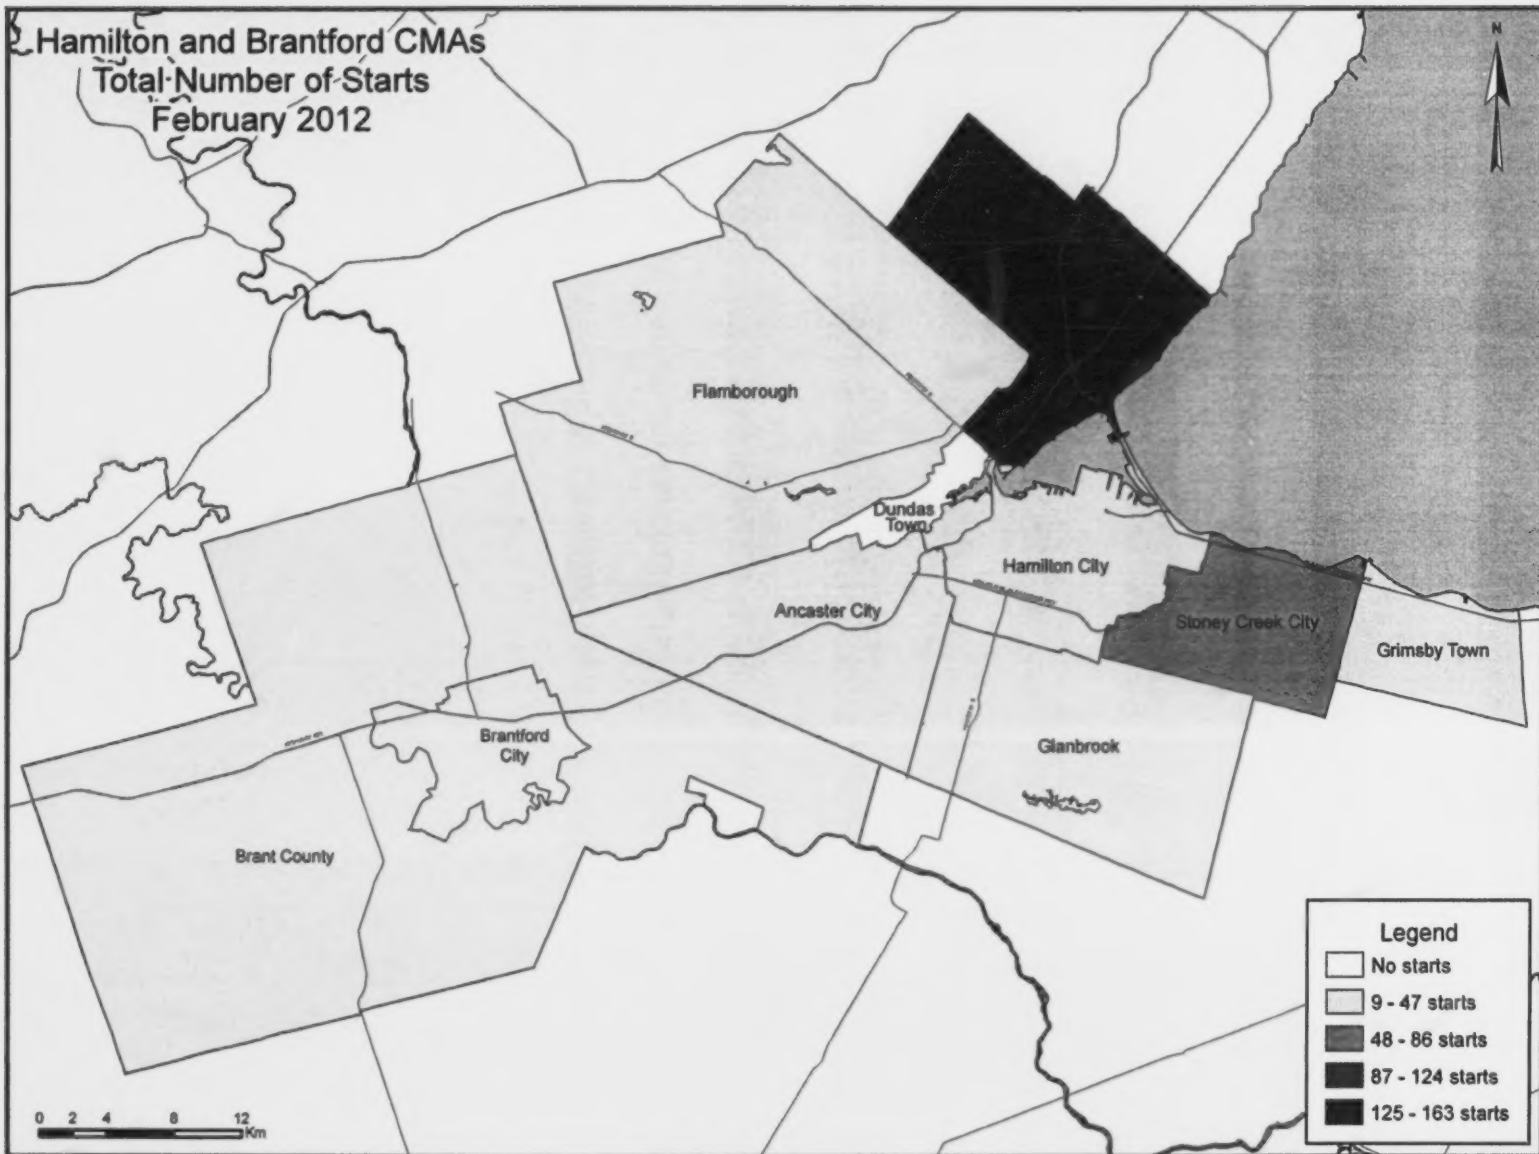 Hamilton and Brantford CMAs
Total Number of Starts
February 2012
N
Flamborough
Dundas
Town
Hamilton City
Ancaster City
Stoney Creek City
Grimsby Town
Brantford
City
Glanbrook
Brant County
Legend
No starts
9 - 47 starts
48 - 86 starts
87 - 124 starts
125 - 163 starts
0 2 4 8 12
Km